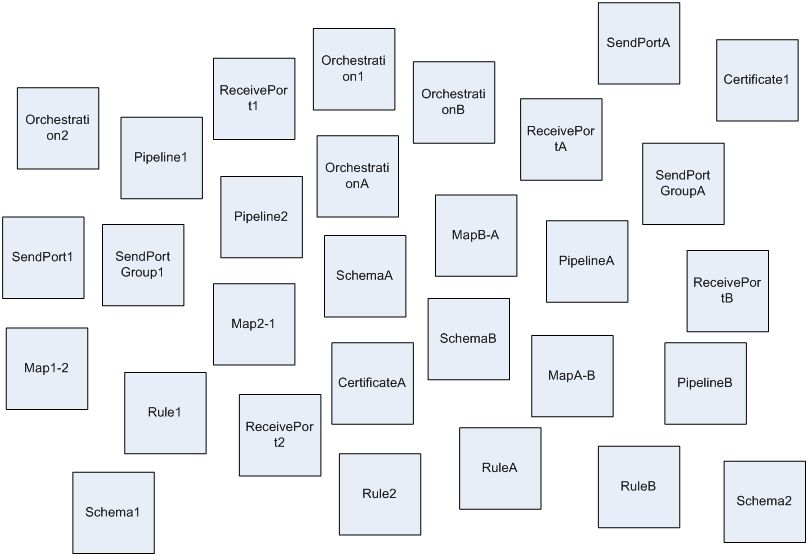 SendPortA
Orchestrati
on1
Certificate1
ReceivePor
t1
Orchestrati
onB
Orchestrati
on2
ReceivePor
tA
Pipeline1
Orchestrati
onA
SendPort
GroupA
Pipeline2
MapB-A
SendPort1
SendPort
Group1
PipelineA
SchemaA
ReceivePor
tB
Map2-1
SchemaB
Map1-2
CertificateA
MapA-B
PipelineB
Rule1
ReceivePor
t2
RuleA
Rule2
RuleB
Schema2
Schema1